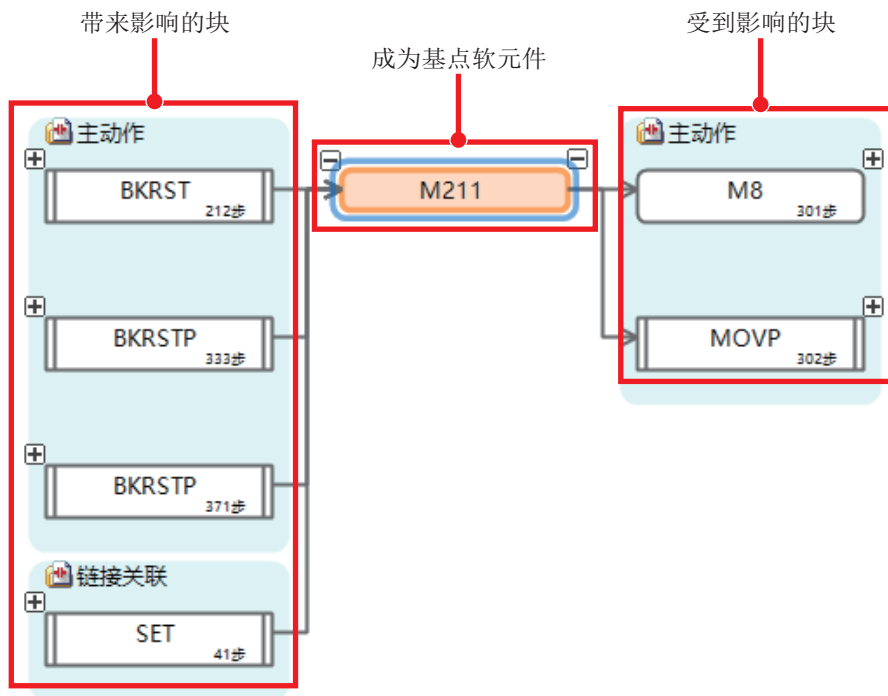 带来影响的块
成为基点软元件
受到影响的块
主动作
BKRST
212步
BKRSTP
333步
BKRSTP
371步
链接关联
SET
41步
M211
主动作
M8
301步
MOVP
302步